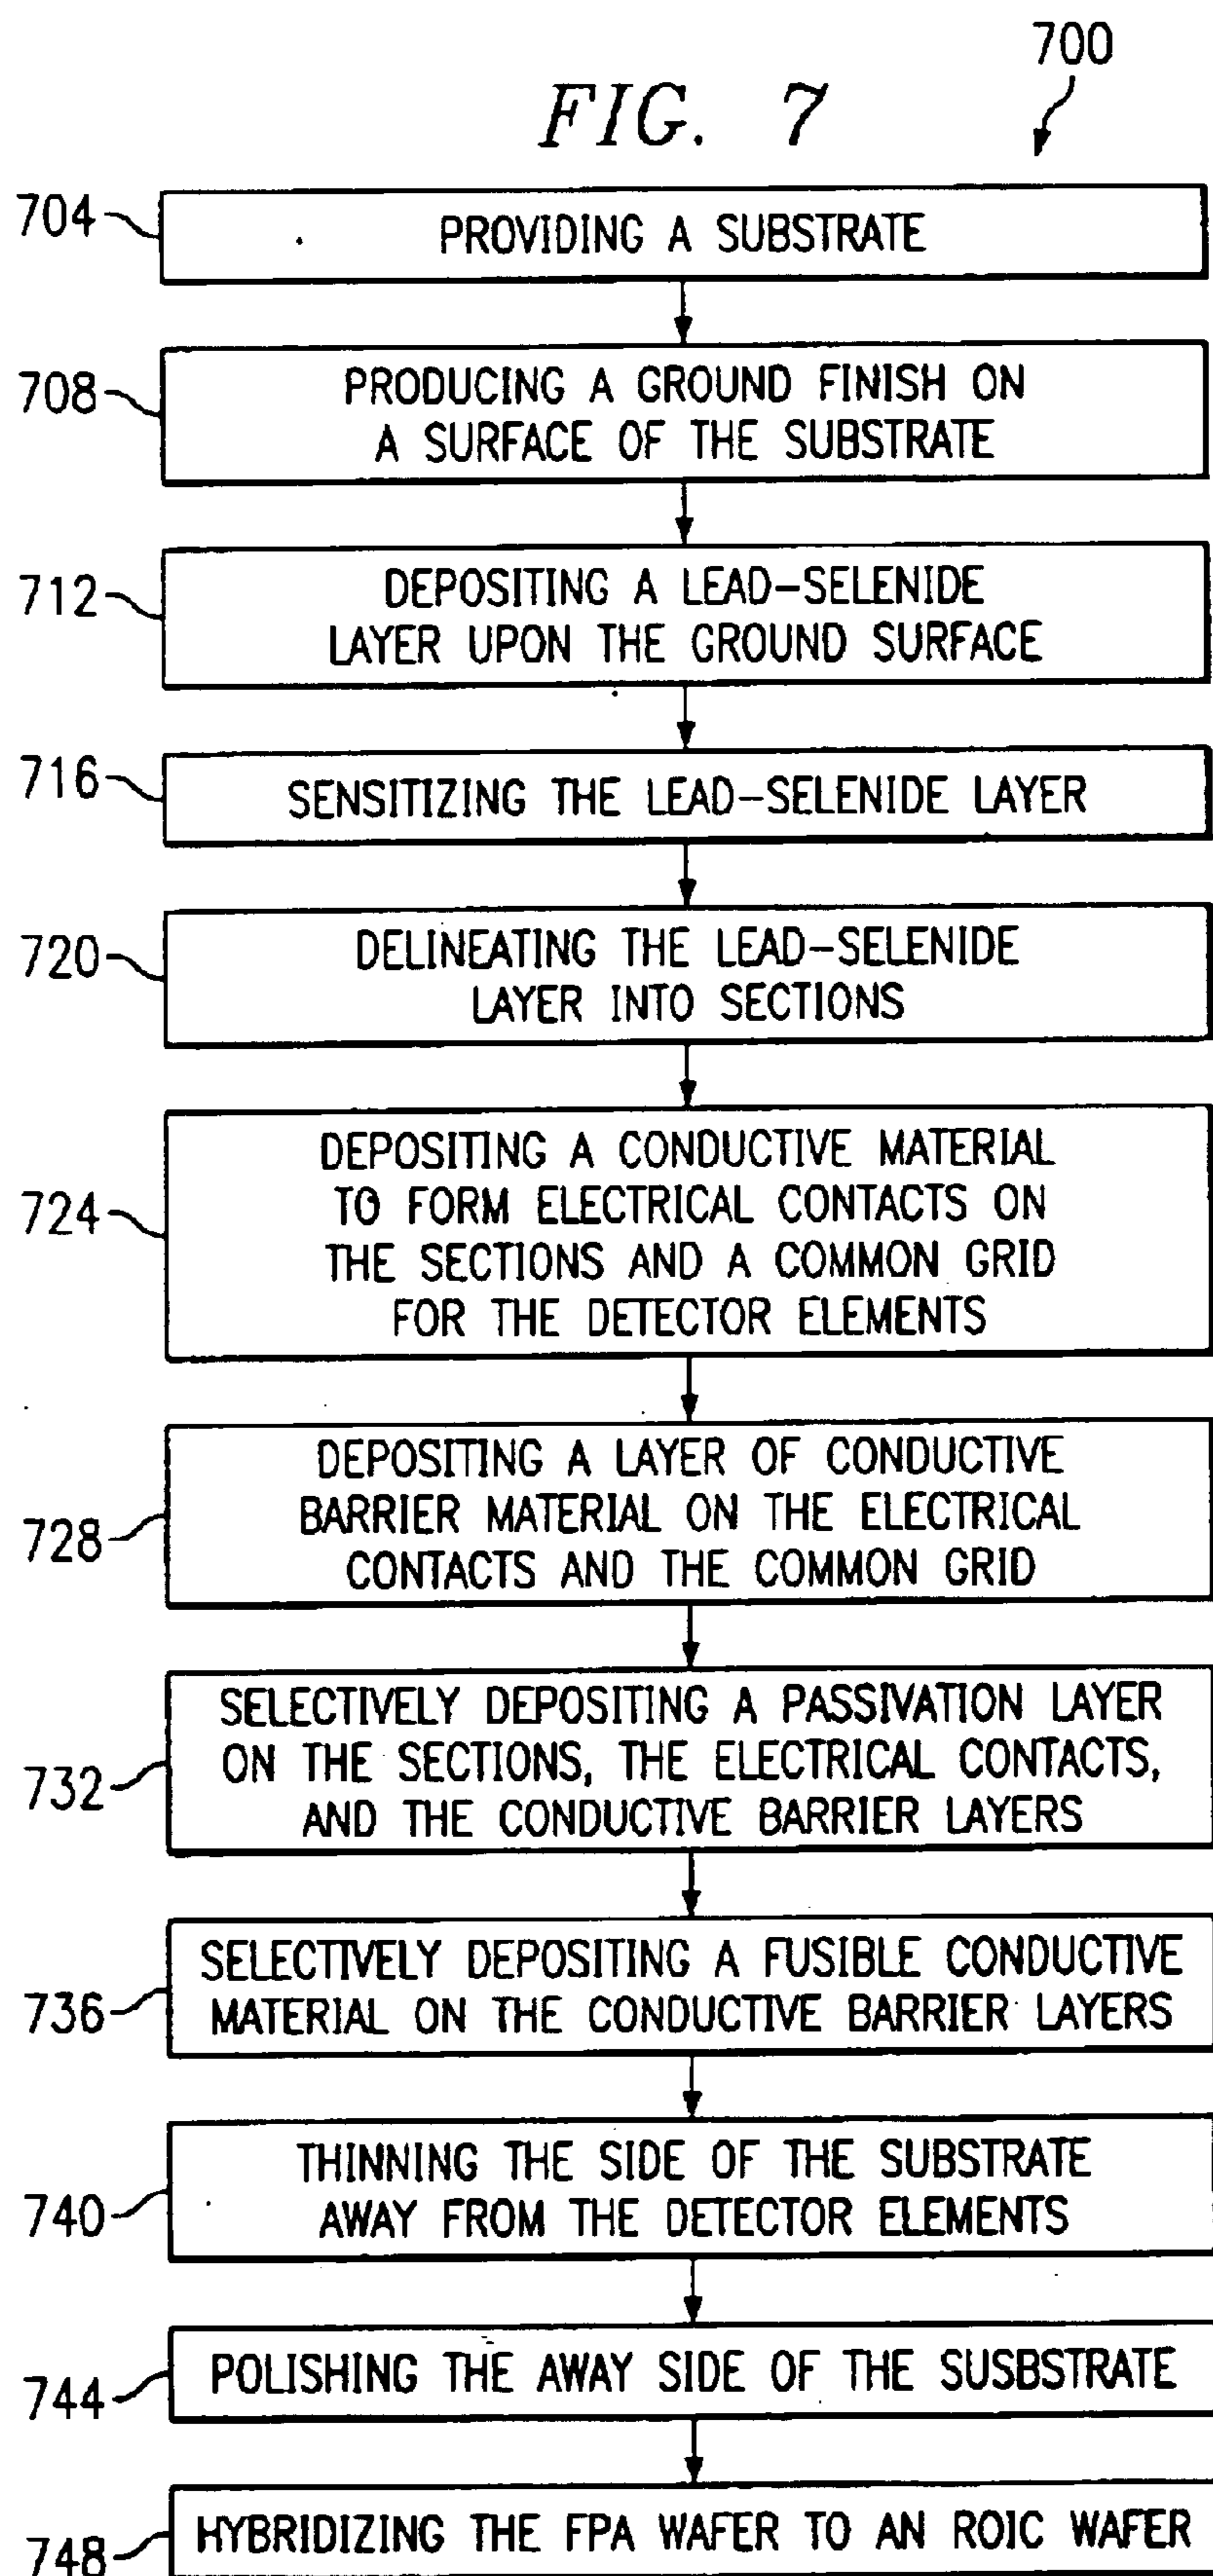 700
FIG. 7
704
PROVIDING A SUBSTRATE
708
PRODUCING A GROUND FINISH ON
A SURFACE OF THE SUBSTRATE
712
DEPOSITING A LEAD-SELENIDE
LAYER UPON THE GROUND SURFACE
716
SENSITIZING THE LEAD-SELENIDE LAYER
720
DELINEATING THE LEAD-SELENIDE
LAYER INTO SECTIONS
724
DEPOSITING A CONDUCTIVE MATERIAL
TO FORM ELECTRICAL CONTACTS ON
THE SECTIONS AND A COMMON GRID
FOR THE DETECTOR ELEMENTS
728
DEPOSITING A LAYER OF CONDUCTIVE
BARRIER MATERIAL ON THE ELECTRICAL
CONTACTS AND THE COMMON GRID
732
SELECTIVELY DEPOSITING A PASSIVATION LAYER
ON THE SECTIONS, THE ELECTRICAL CONTACTS,
AND THE CONDUCTIVE BARRIER LAYERS
736
SELECTIVELY DEPOSITING A FUSIBLE CONDUCTIVE
MATERIAL ON THE CONDUCTIVE BARRIER LAYERS
740
THINNING THE SIDE OF THE SUBSTRATE
AWAY FROM THE DETECTOR ELEMENTS
744
POLISHING THE AWAY SIDE OF THE SUSBSTRATE
748
HYBRIDIZING THE FPA WAFER TO AN ROIC WAFER